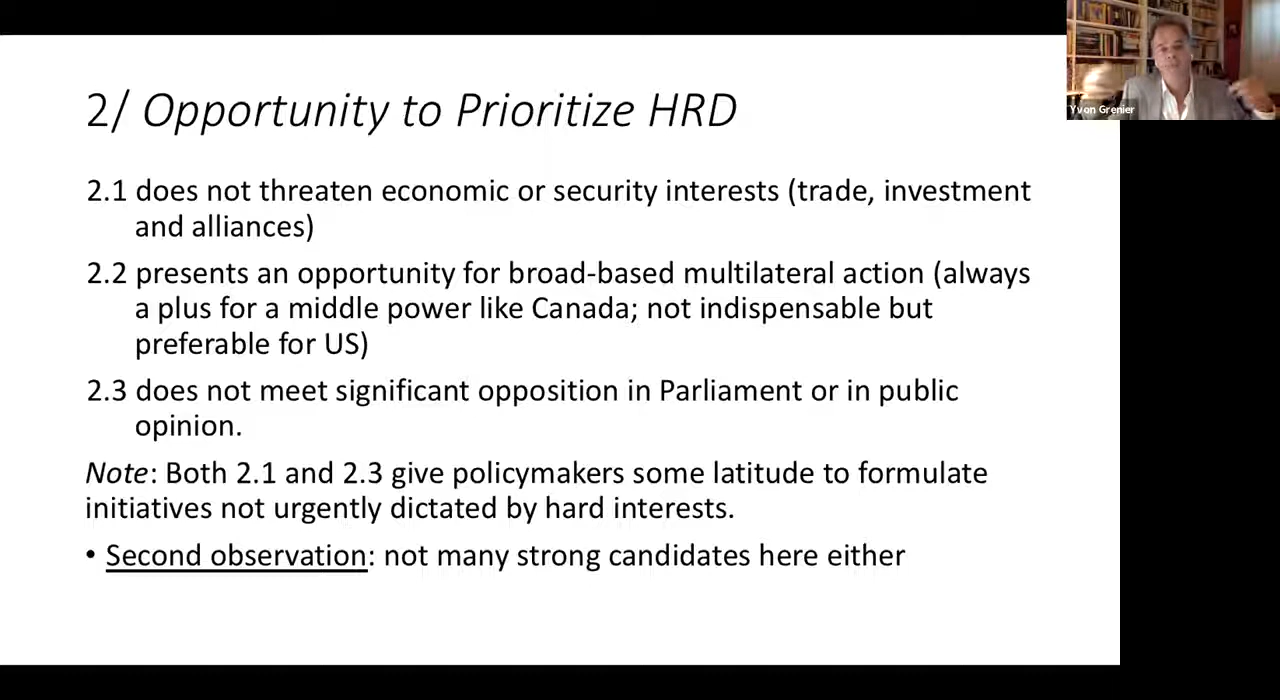 2/ Opportunity to Prioritize HRD
Yvon Grenier
2.1 does not threaten economic or security interests (trade, investment
and alliances)
2.2 presents an opportunity for broad-based multilateral action (always
a plus for a middle power like Canada; not indispensable but
preferable for US)
2.3 does not meet significant opposition in Parliament or in public
opinion.
Note: Both 2.1 and 2.3 give policymakers some latitude to formulate
initiatives not urgently dictated by hard interests.
• Second observation: not many strong candidates here either